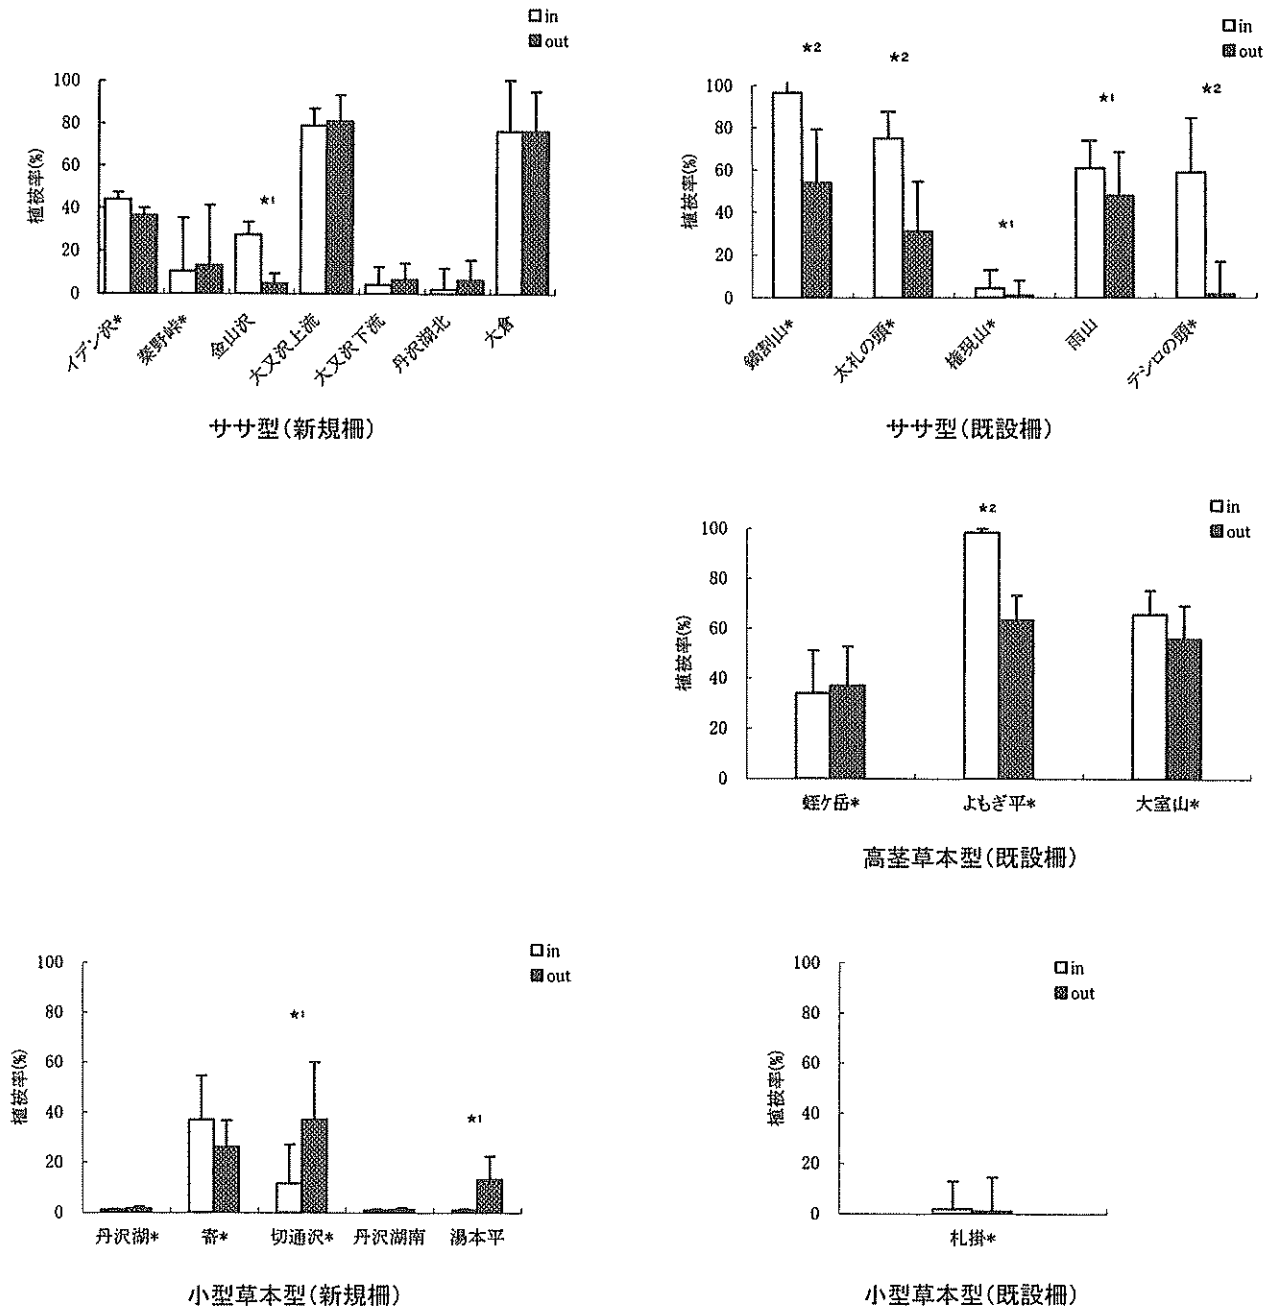 in
out
植被率(%)
100
80
60
40
20
0
★1
イデン沢*
秦野峠*
金山沢
大又沢上流
大又沢下流
丹沢湖北
大倉
ササ型(新規柵)
in
out
植被率(%)
100
80
60
40
20
0
★2
★2
★1
★1
★2
鍋割山*
太礼の頭*
権現山*
雨山
テシロの頭*
ササ型(既設柵)
in
out
植被率(%)
100
80
60
40
20
0
★2
蛭ケ岳*
よもぎ平*
大室山*
高茎草本型(既設柵)
in
out
植被率(%)
100
80
60
40
20
0
★1
★1
丹沢湖*
寄*
切通沢*
丹沢湖南
湯本平
小型草本型(新規柵)
in
out
植被率(%)
100
80
60
40
20
0
札掛*
小型草本型(既設柵)